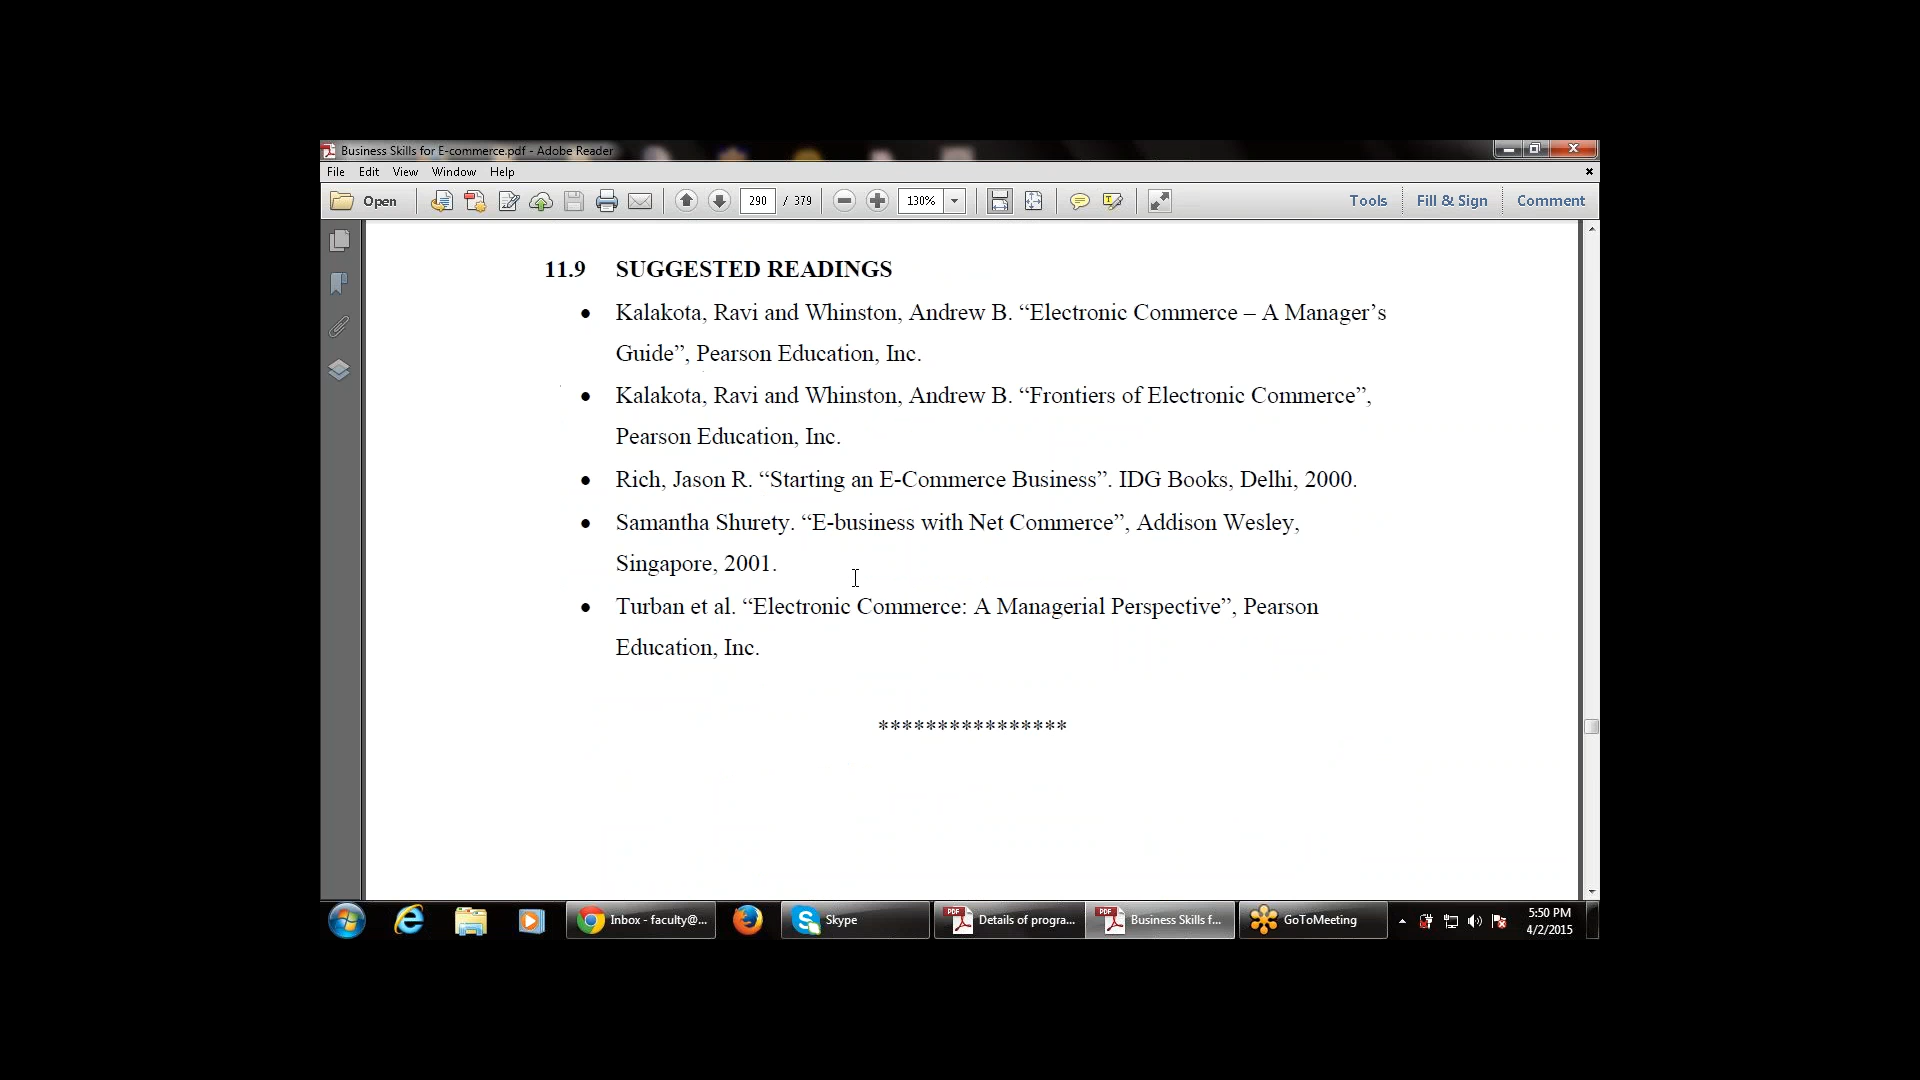 Business Skills for E-commerce.pdf - Adobe Reader
File Edit View Window Help
Open 290 / 379 130% Tools Fill & Sign Comment
11.9 SUGGESTED READINGS
• Kalakota, Ravi and Whinston, Andrew B. “Electronic Commerce – A Manager’s
Guide”, Pearson Education, Inc.
• Kalakota, Ravi and Whinston, Andrew B. “Frontiers of Electronic Commerce”,
Pearson Education, Inc.
• Rich, Jason R. “Starting an E-Commerce Business”. IDG Books, Delhi, 2000.
• Samantha Shurety. “E-business with Net Commerce”, Addison Wesley,
Singapore, 2001.
• Turban et al. “Electronic Commerce: A Managerial Perspective”, Pearson
Education, Inc.
****************
Inbox - faculty@... Skype Details of progra... Business Skills f... GoToMeeting 5:50 PM
4/2/2015